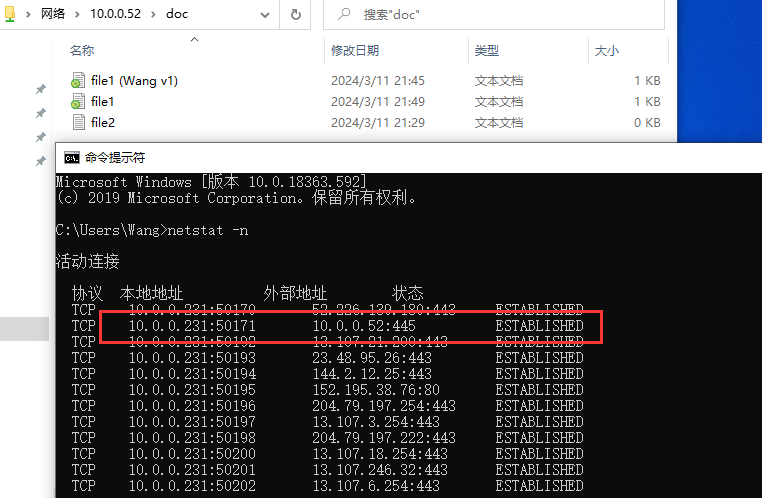 网络 10.0.0.52 doc 搜索"doc"
名称 修改日期 类型 大小
file1 (Wang v1) 2024/3/11 21:45 文本文档 1 KB
file1 2024/3/11 21:49 文本文档 1 KB
file2 2024/3/11 21:29 文本文档 0 KB
命令提示符
Microsoft Windows [版本 10.0.18363.592]
(c) 2019 Microsoft Corporation。保留所有权利。
C:\Users\Wang>netstat -n
活动连接
协议 本地地址 外部地址 状态
TCP 10.0.0.231:50170 52.226.139.180:443 ESTABLISHED
TCP 10.0.0.231:50171 10.0.0.52:445 ESTABLISHED
TCP 10.0.0.231:50192 13.107.21.200:443 ESTABLISHED
TCP 10.0.0.231:50193 23.48.95.26:443 ESTABLISHED
TCP 10.0.0.231:50194 144.2.12.25:443 ESTABLISHED
TCP 10.0.0.231:50195 152.195.38.76:80 ESTABLISHED
TCP 10.0.0.231:50196 204.79.197.254:443 ESTABLISHED
TCP 10.0.0.231:50197 13.107.3.254:443 ESTABLISHED
TCP 10.0.0.231:50198 204.79.197.222:443 ESTABLISHED
TCP 10.0.0.231:50200 13.107.18.254:443 ESTABLISHED
TCP 10.0.0.231:50201 13.107.246.32:443 ESTABLISHED
TCP 10.0.0.231:50202 13.107.6.254:443 ESTABLISHED